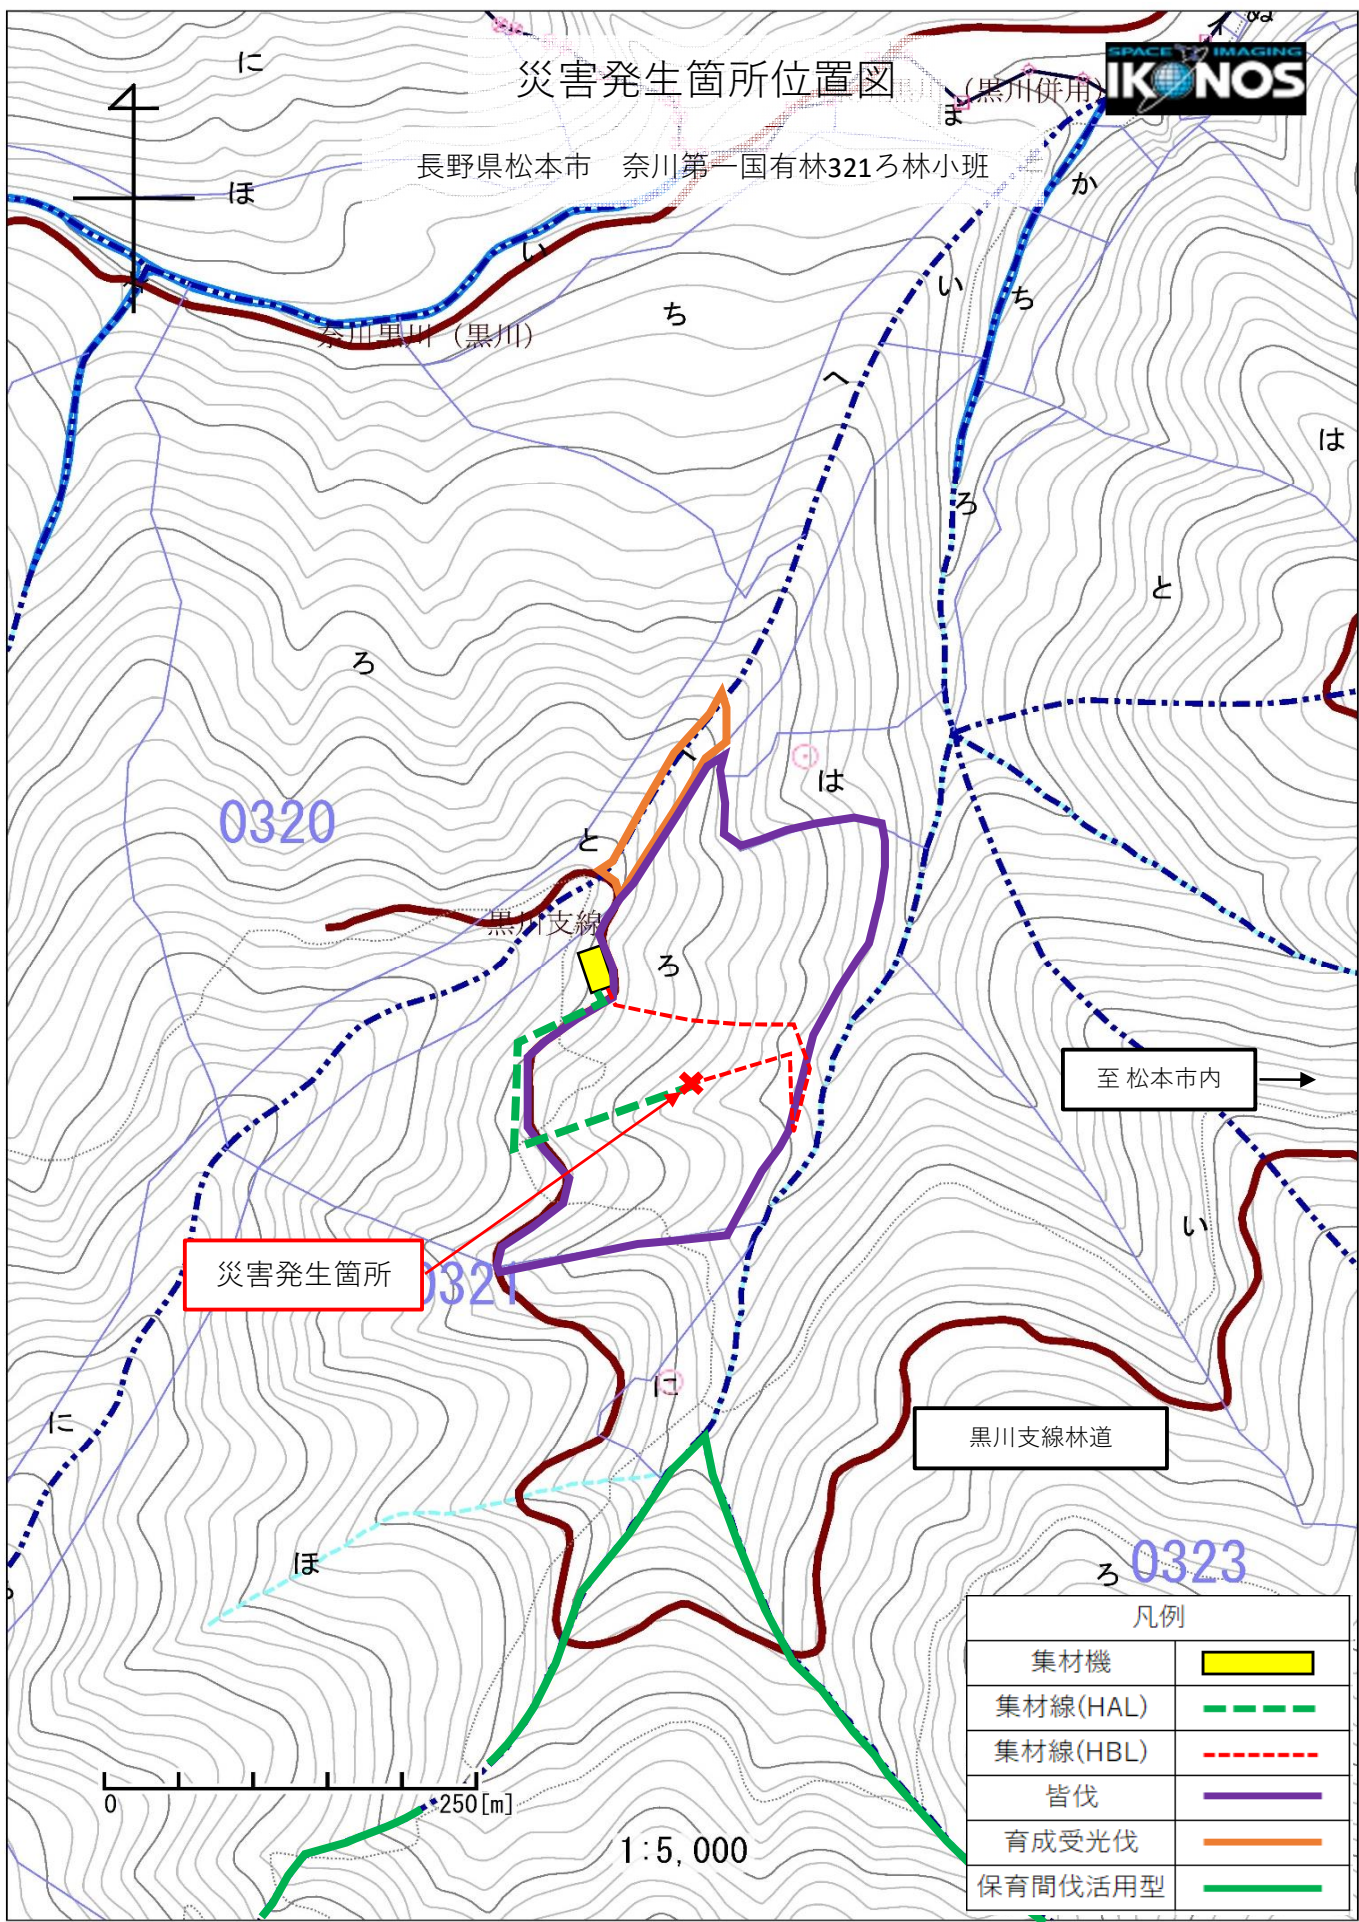 災害発生箇所位置図
長野県松本市　奈川第一国有林321ろ林小班
SPACE IMAGING
IKONOS
(黒川併用)
に
ぬ
イ
ほ
ほ
か
い
い
ち
ち
奈川黒川 (黒川)
へ
は
ろ
と
ろ
へ
は
0320
と
黒川支線
ろ
至 松本市内
い
災害発生箇所
0321
に
に
黒川支線林道
ほ
ろ
0323
凡例
集材機
集材線(HAL)
集材線(HBL)
皆伐
育成受光伐
保育間伐活用型
0
250[m]
1:5,000